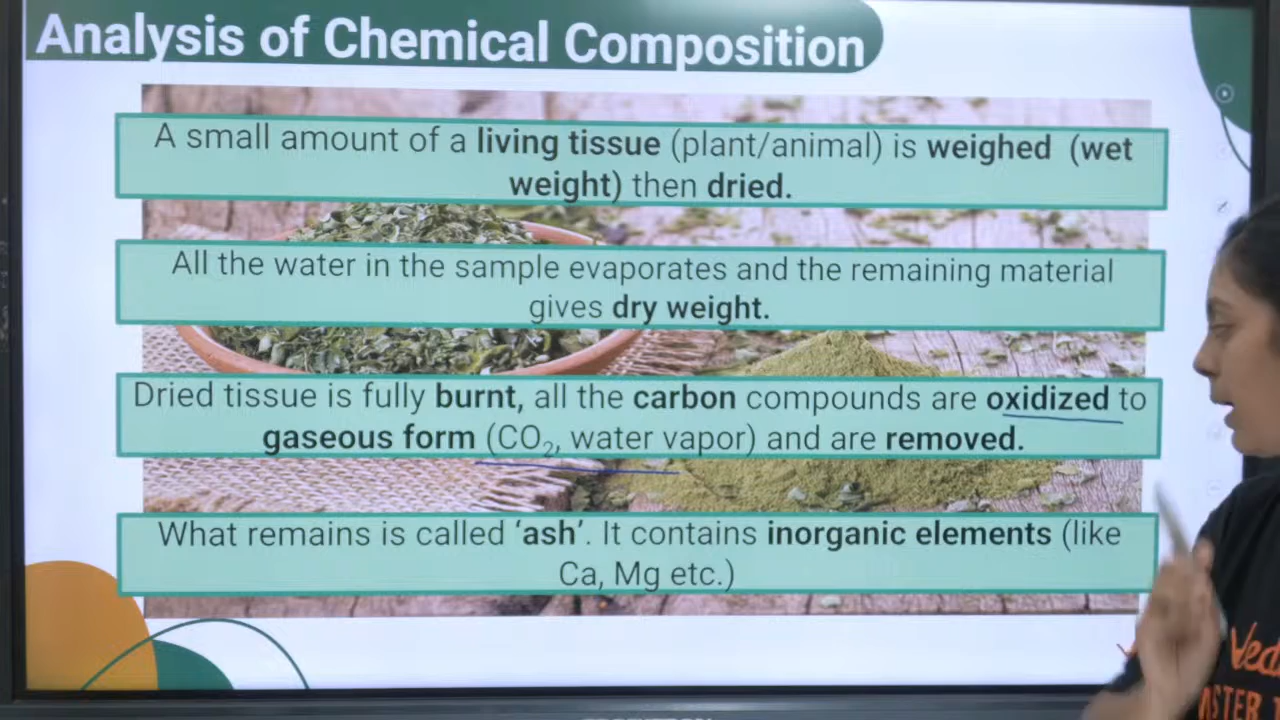 Analysis of Chemical Composition
A small amount of a living tissue (plant/animal) is weighed (wet
weight) then dried.
All the water in the sample evaporates and the remaining material
gives dry weight.
Dried tissue is fully burnt, all the carbon compounds are oxidized to
gaseous form (CO₂, water vapor) and are removed.
What remains is called ‘ash’. It contains inorganic elements (like
Ca, Mg etc.)